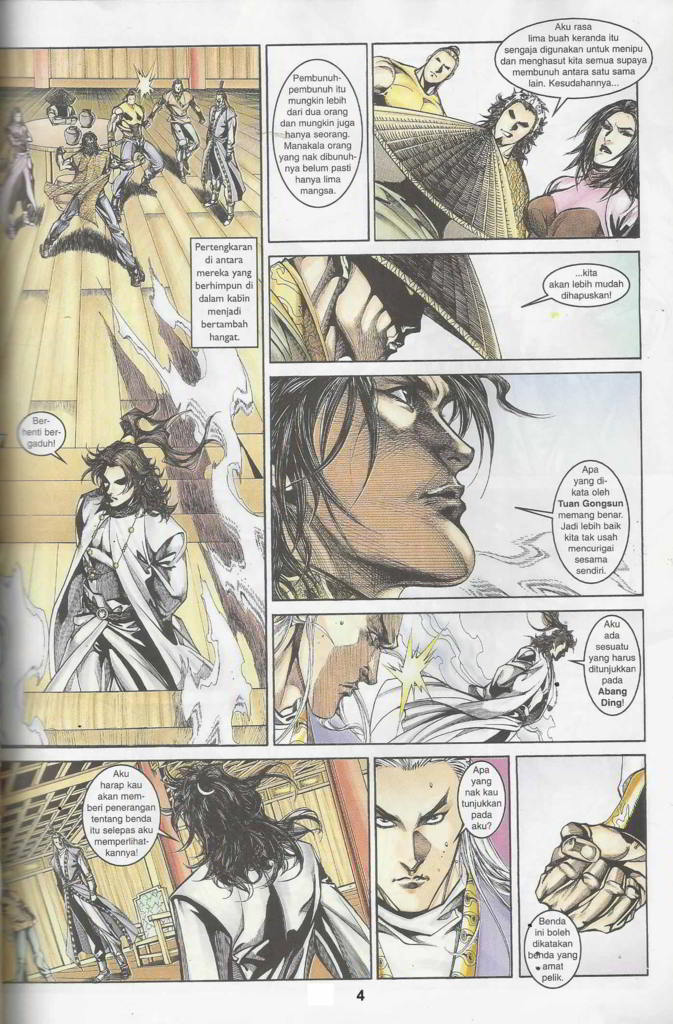 Pertengkaran
di antara
mereka yang
berhimpun di
dalam kabin
menjadi
bertambah
hangat.
Ber-
henti ber-
gaduh!
Pembunuh-
pembunuh itu
mungkin lebih
dari dua orang
dan mungkin juga
hanya seorang.
Manakala orang
yang nak dibunuh-
nya belum pasti
hanya lima
mangsa.
Aku rasa
lima buah keranda itu
sengaja digunakan untuk menipu
dan menghasut kita semua supaya
membunuh antara satu sama
lain. Kesudahannya...
...kita
akan lebih mudah
dihapuskan!
Apa
yang di-
kata oleh
Tuan Gongsun
memang benar.
Jadi lebih baik
kita tak usah
mencurigai
sesama
sendiri.
Aku
ada
sesuatu
yang harus
ditunjukkan
pada
Abang
Ding!
Aku
harap kau
akan mem-
beri penerangan
tentang benda
itu selepas aku
memperlihat-
kannya!
Apa
yang
nak kau
tunjukkan
pada
aku?
Benda
ini boleh
dikatakan
benda yang
amat
pelik.
4